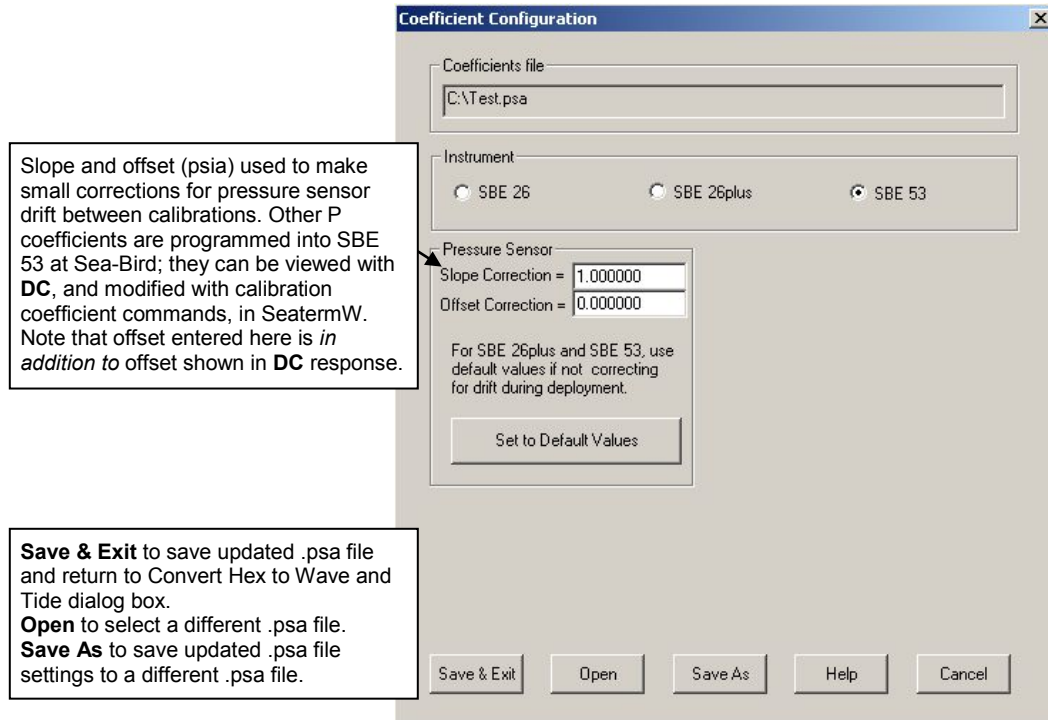 Coefficient Configuration
X
Coefficients file
C:\Test.psa
Slope and offset (psia) used to make
small corrections for pressure sensor
drift between calibrations. Other P
coefficients are programmed into SBE
53 at Sea-Bird; they can be viewed with
DC, and modified with calibration
coefficient commands, in SeatermW.
Note that offset entered here is in
addition to offset shown in DC response.
Instrument
SBE 26
SBE 26plus
SBE 53
Pressure Sensor
Slope Correction = 1.000000
Offset Correction = 0.000000
For SBE 26plus and SBE 53, use
default values if not correcting
for drift during deployment.
Set to Default Values
Save & Exit to save updated .psa file
and return to Convert Hex to Wave and
Tide dialog box.
Open to select a different .psa file.
Save As to save updated .psa file
settings to a different .psa file.
Save & Exit
Open
Save As
Help
Cancel